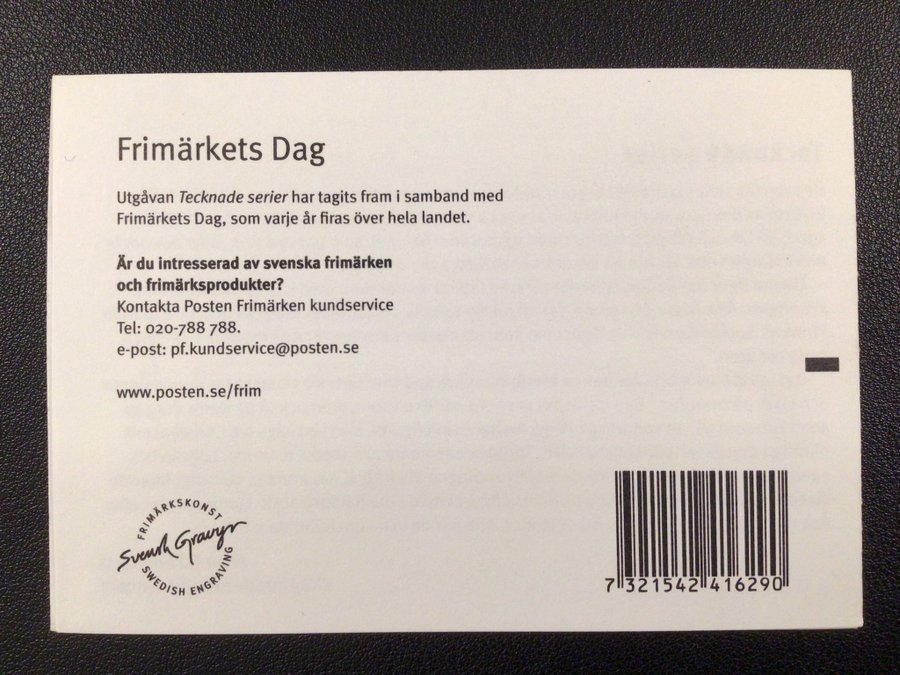 Frimärkets Dag
Utgåvan Tecknade serier har tagits fram i samband med
Frimärkets Dag, som varje år firas över hela landet.
Är du intresserad av svenska frimärken
och frimärksprodukter?
Kontakta Posten Frimärken kundservice
Tel: 020-788 788.
e-post: pf.kundservice@posten.se
www.posten.se/frim
FRIMÄRKSKONST
Svensk Gravyr
SWEDISH ENGRAVING
7 321542 416290